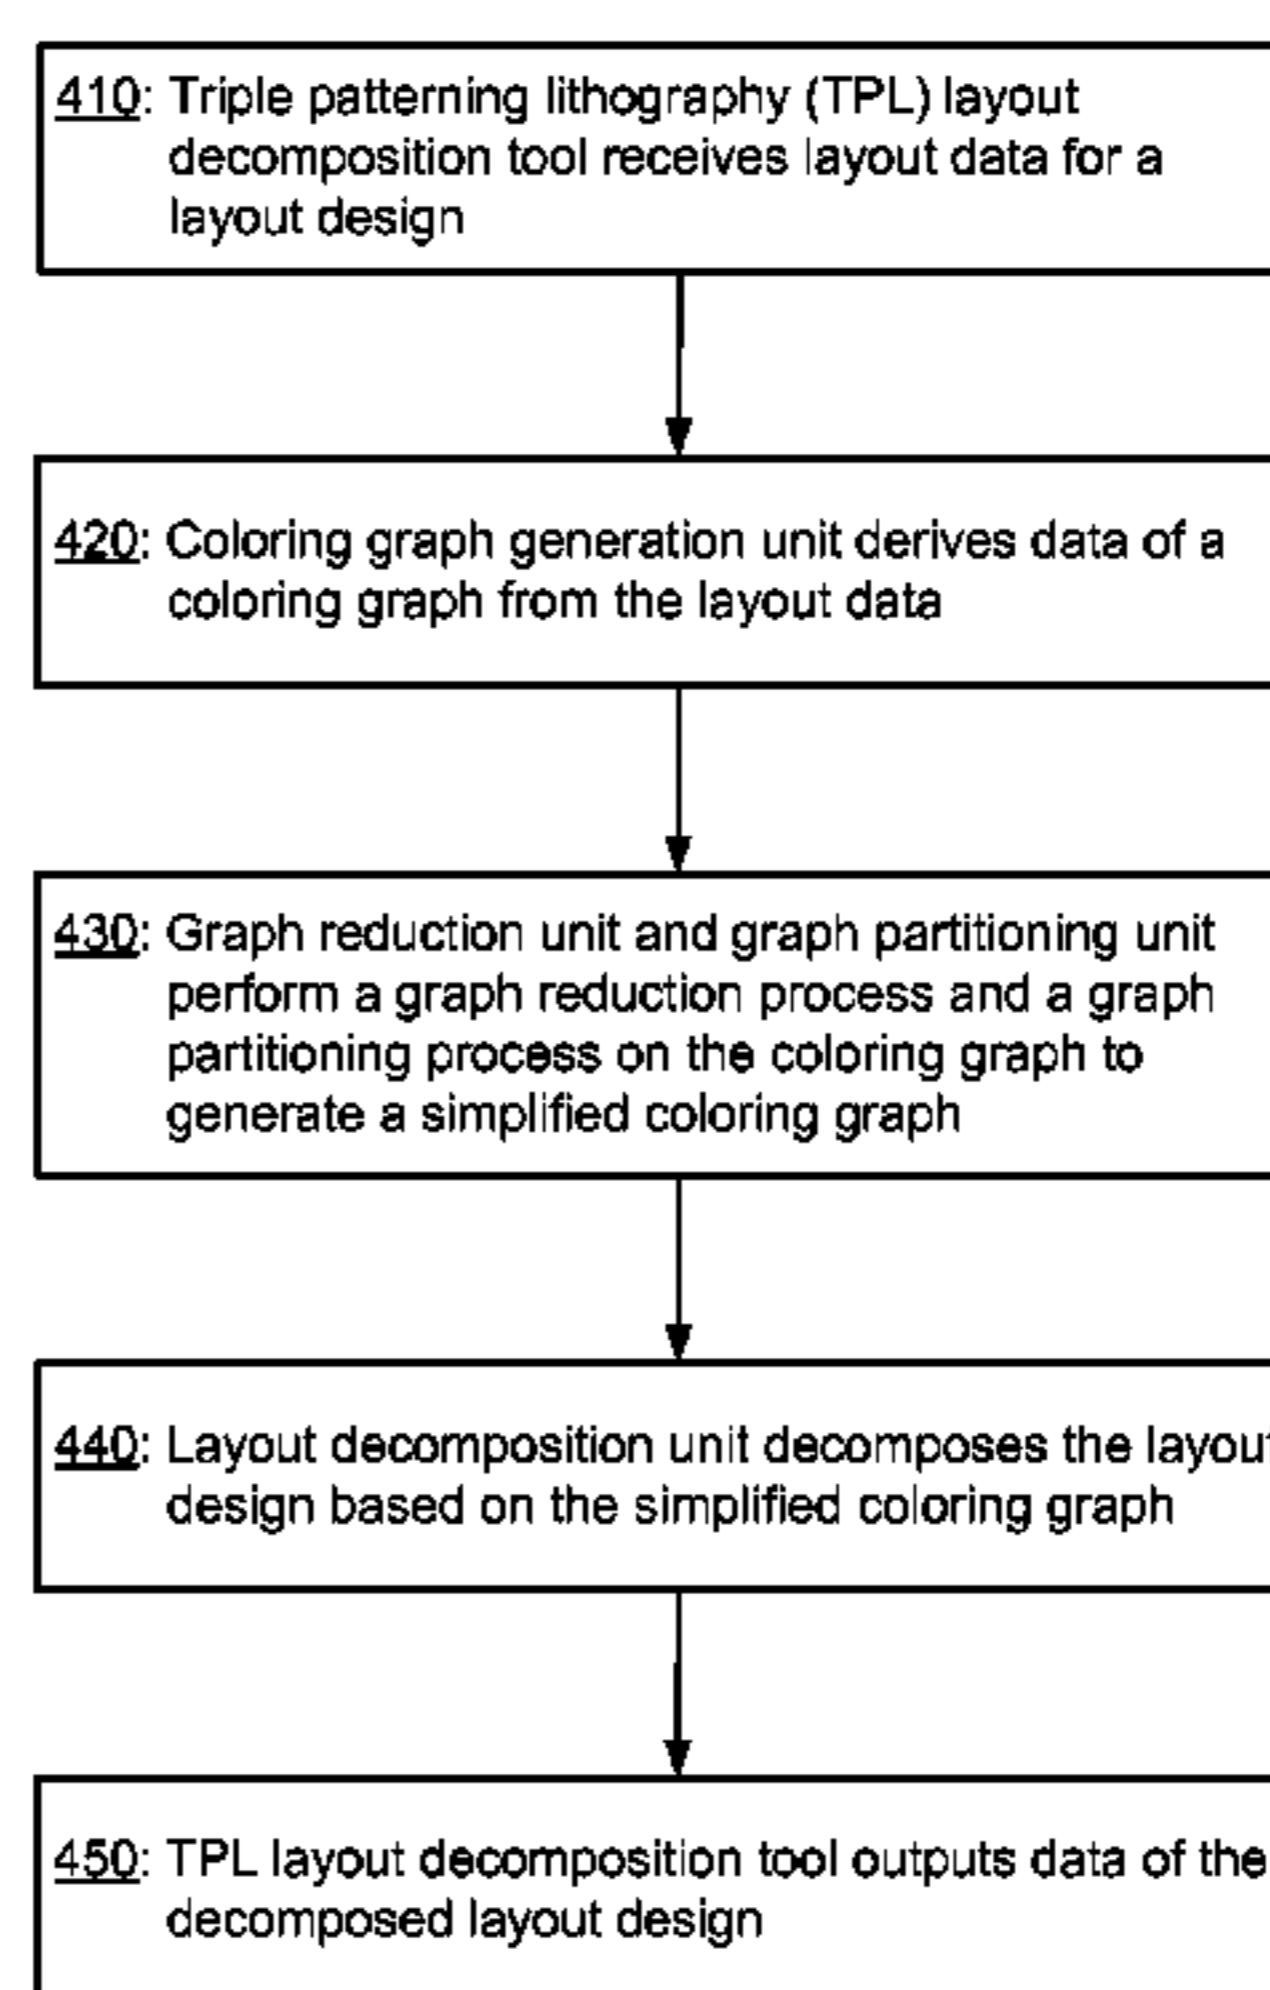 410: Triple patterning lithography (TPL) layout
decomposition tool receives layout data for a
layout design
420: Coloring graph generation unit derives data of a
coloring graph from the layout data
430: Graph reduction unit and graph partitioning unit
perform a graph reduction process and a graph
partitioning process on the coloring graph to
generate a simplified coloring graph
440: Layout decomposition unit decomposes the layout
design based on the simplified coloring graph
450: TPL layout decomposition tool outputs data of the
decomposed layout design